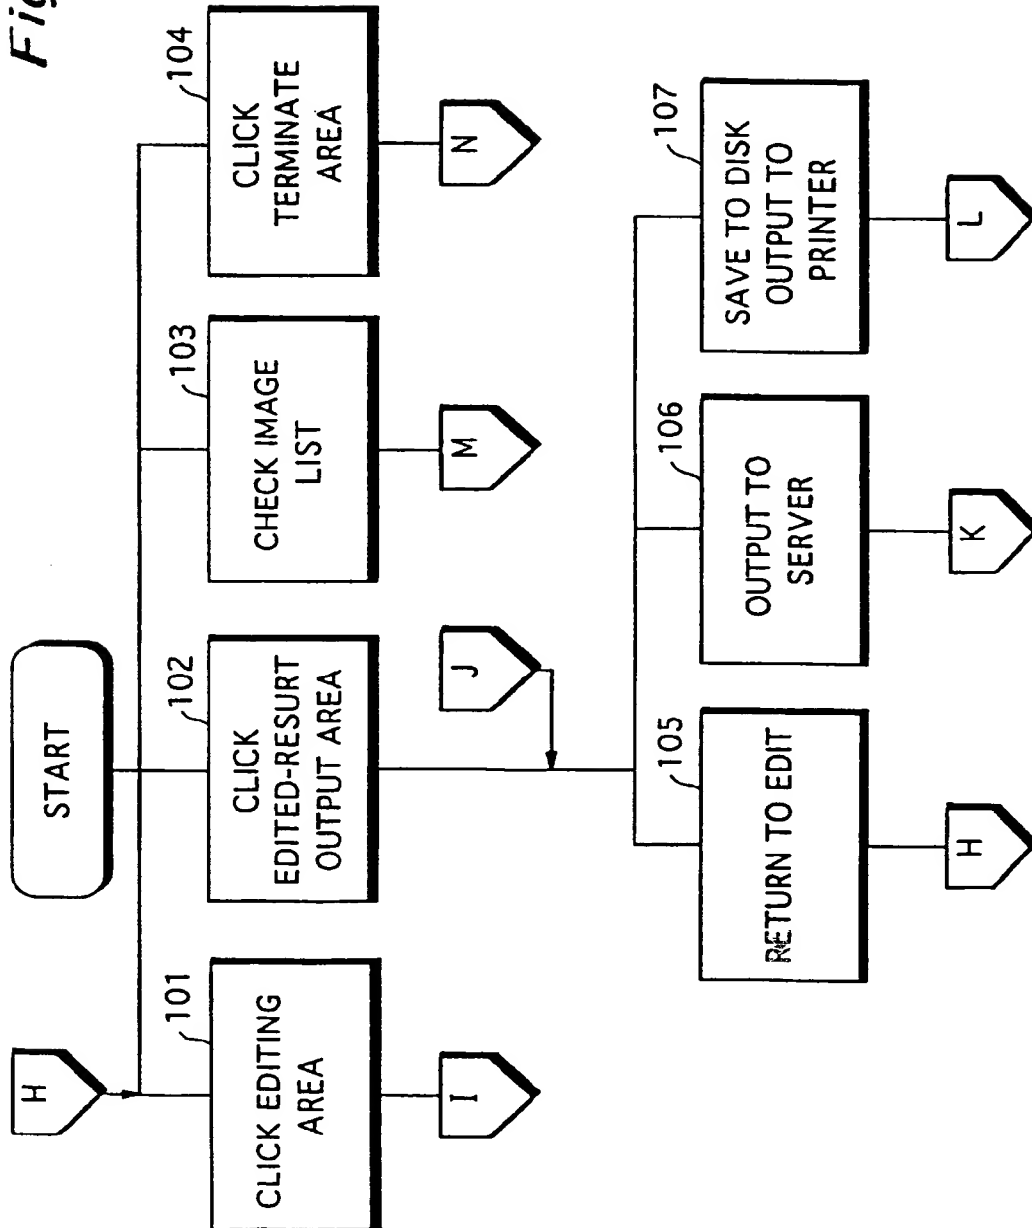 Fig
START
H
101
CLICK EDITING
AREA
I
102
CLICK
EDITED-RESURT
OUTPUT AREA
J
103
CHECK IMAGE
LIST
M
104
CLICK
TERMINATE
AREA
N
105
RETURN TO EDIT
H
106
OUTPUT TO
SERVER
K
107
SAVE TO DISK
OUTPUT TO
PRINTER
L